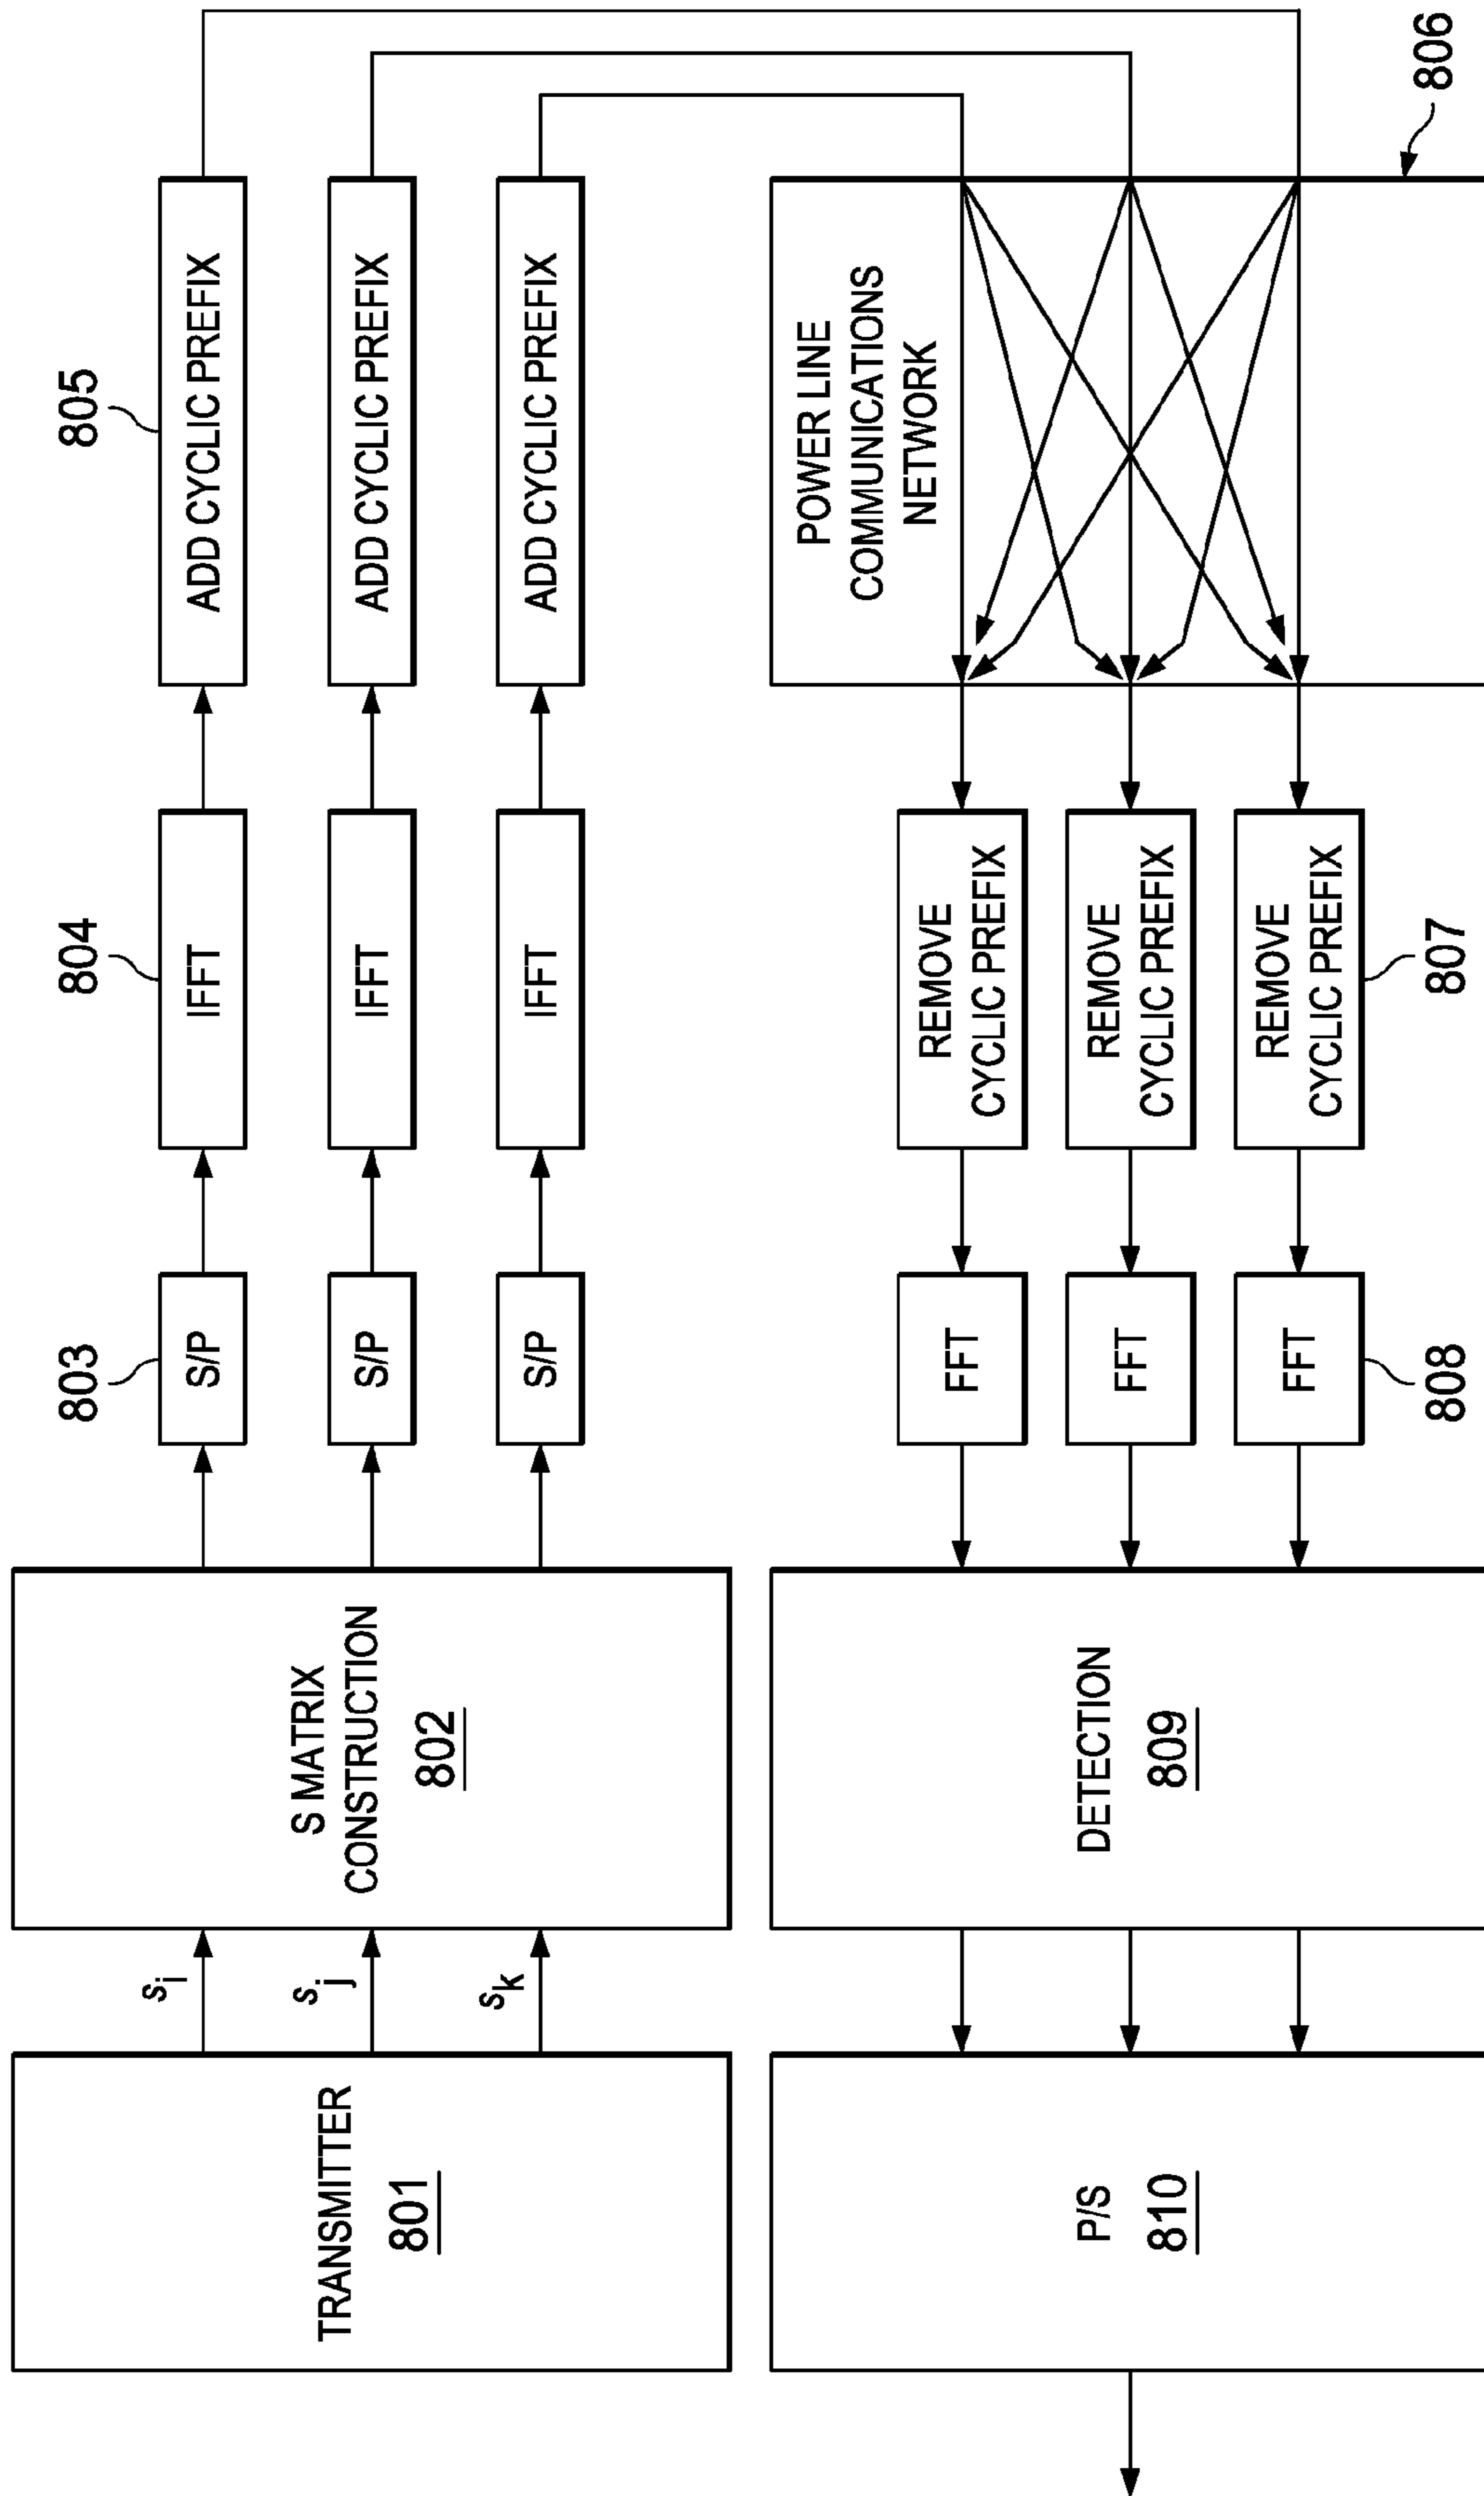 805
804
803
ADD CYCLIC PREFIX
IFFT
S/P
S MATRIX
CONSTRUCTION
802
si
TRANSMITTER
801
ADD CYCLIC PREFIX
IFFT
S/P
sj
ADD CYCLIC PREFIX
IFFT
S/P
sk
POWER LINE
COMMUNICATIONS
NETWORK
806
REMOVE
CYCLIC PREFIX
FFT
REMOVE
CYCLIC PREFIX
FFT
REMOVE
CYCLIC PREFIX
807
FFT
808
DETECTION
809
P/S
810